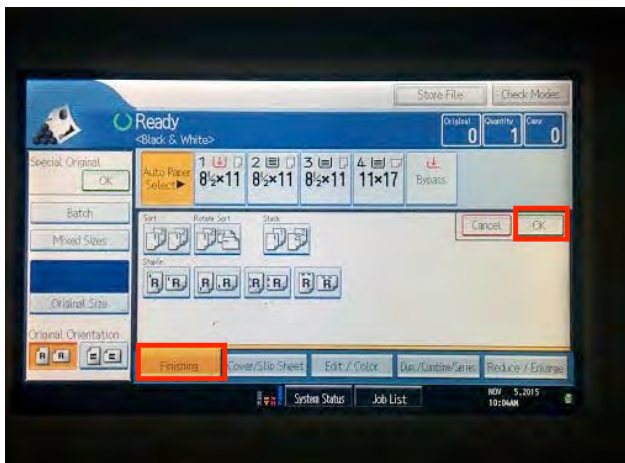 Store File Check Modes
Ready
<Black & White>
Original Quantity Copy
0 1 0
Special Original
OK
Auto Paper Select▶
1 8½×11
2 8½×11
3 8½×11
4 11×17
Bypass
Batch
Mixed Sizes
Original Size
Original Orientation
R R
Sort Rotate Sort Stack
Cancel OK
Staple
R R R R R R R R
Finishing Cover/Slip Sheet Edit / Color Dup./Combine/Series Reduce / Enlarge
System Status Job List
NOV 5,2015
10:04AM